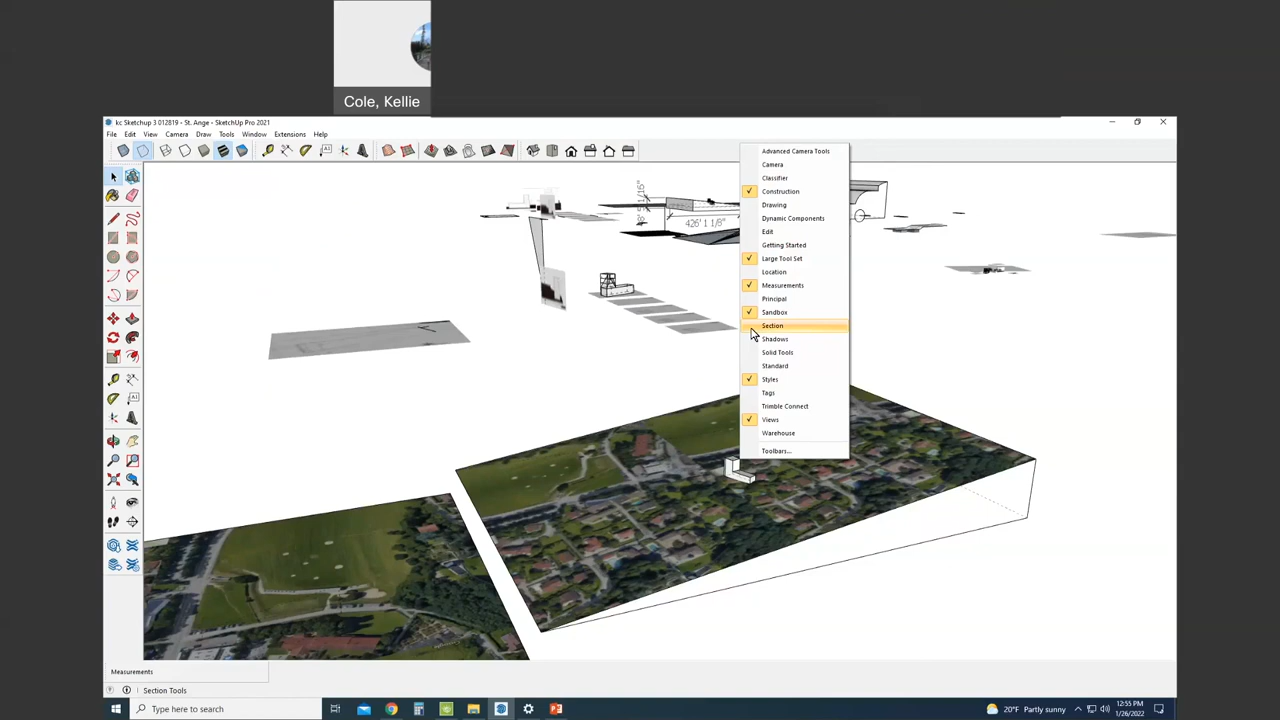 Cole, Kellie
kc Sketchup 3 012819 - St. Ange - SketchUp Pro 2021
File Edit View Camera Draw Tools Window Extensions Help
Advanced Camera Tools
Camera
Classifier
Construction
Drawing
Dynamic Components
Edit
Getting Started
Large Tool Set
Location
Measurements
Principal
Sandbox
Section
Shadows
Solid Tools
Standard
Styles
Tags
Trimble Connect
Views
Warehouse
Toolbars...
426' 1 1/8"
Measurements
Section Tools
Type here to search
20°F Partly sunny
12:55 PM
1/26/2022